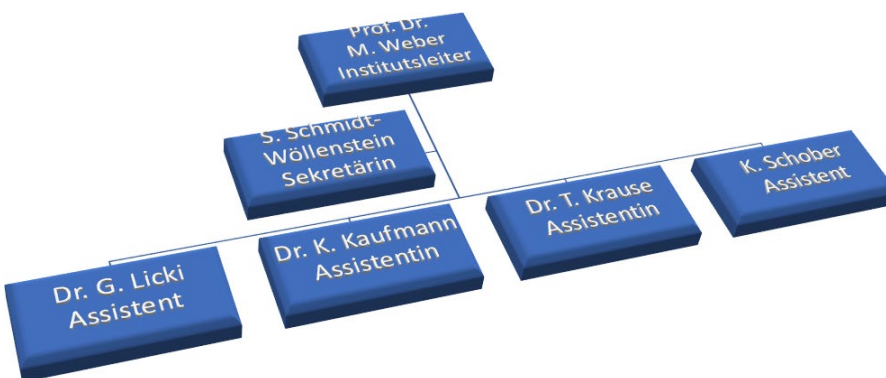 Prof. Dr.
M. Weber
Institutsleiter
S. Schmidt-
Wöllenstein
Sekretärin
Dr. G. Licki
Assistent
Dr. K. Kaufmann
Assistentin
Dr. T. Krause
Assistentin
K. Schober
Assistent